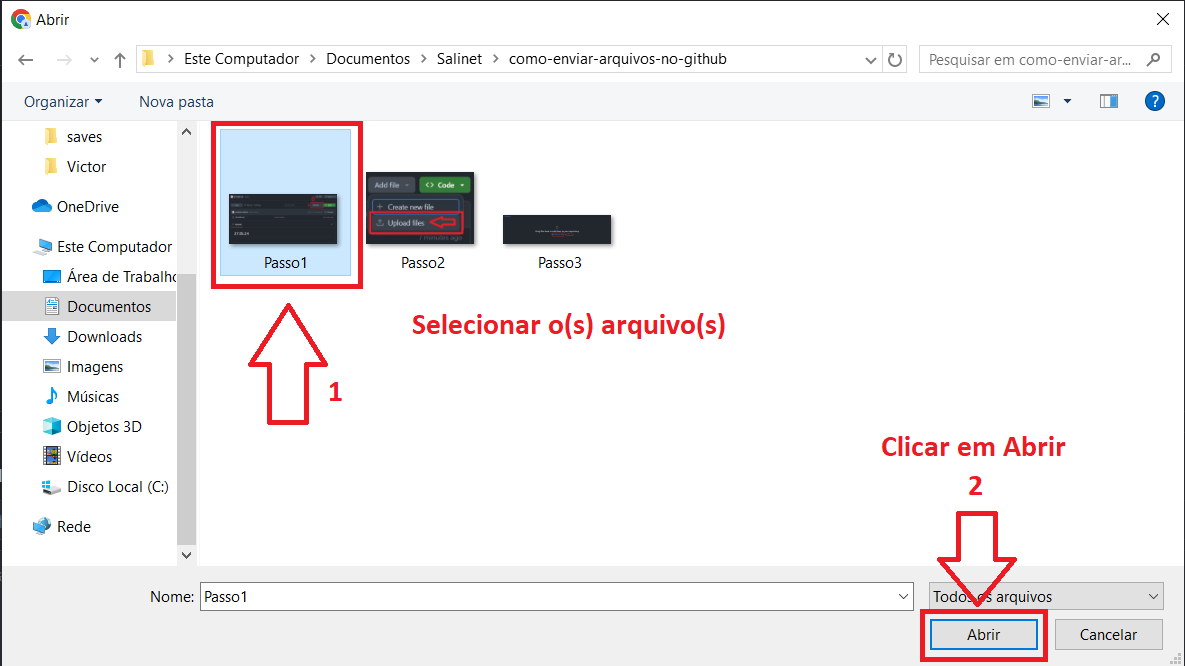 Abrir
Este Computador > Documentos > Salinet > como-enviar-arquivos-no-github
Pesquisar em como-enviar-ar...
Organizar
Nova pasta
?
saves
Victor
OneDrive
Este Computador
Área de Trabalho
Documentos
Downloads
Imagens
Músicas
Objetos 3D
Vídeos
Disco Local (C:)
Rede
Add file
<> Code
+ Create new file
Upload files
Passo1
Passo2
Passo3
Selecionar o(s) arquivo(s)
1
Clicar em Abrir
2
Nome: Passo1
Todos os arquivos
Abrir
Cancelar